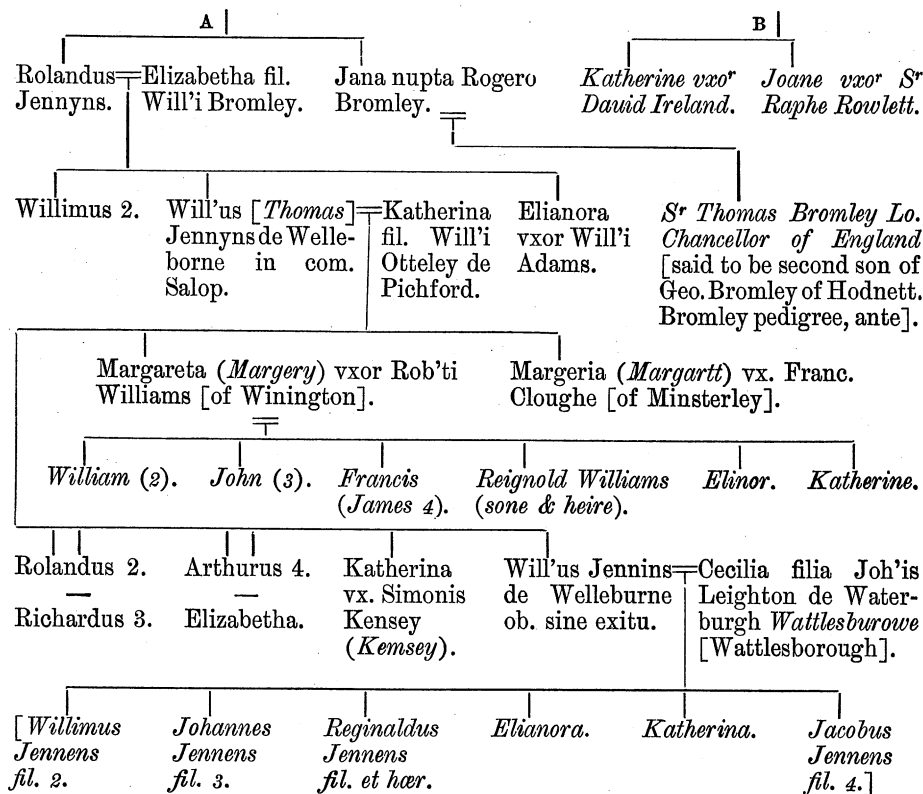 A B
Rolandus Elizabetha fil. Jana nupta Rogero Katherine vxor Joane vxor Sr
Jennyns. Will'i Bromley. Bromley. Dauid Ireland. Raphe Rowlett.
Willimus 2. Will'us [Thomas] Katherina Elianora Sr Thomas Bromley Lo.
Jennyns de Welle- fil. Will'i vxor Will'i Chancellor of England
borne in com. Otteley de Adams. [said to be second son of
Salop. Pichford. Geo. Bromley of Hodnett.
Bromley pedigree, ante].
Margareta (Margery) vxor Rob'ti Margeria (Margartt) vx. Franc.
Williams [of Winington]. Cloughe [of Minsterley].
William (2). John (3). Francis Reignold Williams Elinor. Katherine.
(James 4). (sone & heire).
Rolandus 2. Arthurus 4. Katherina Will'us Jennins Cecilia filia Joh'is
vx. Simonis de Welleburne Leighton de Water-
Richardus 3. Elizabetha. Kensey ob. sine exitu. burgh Wattlesburowe
(Kemsey). [Wattlesborough].
[Willimus Johannes Reginaldus Elianora. Katherina. Jacobus
Jennens Jennens Jennens Jennens
fil. 2. fil. 3. fil. et hær. fil. 4.]